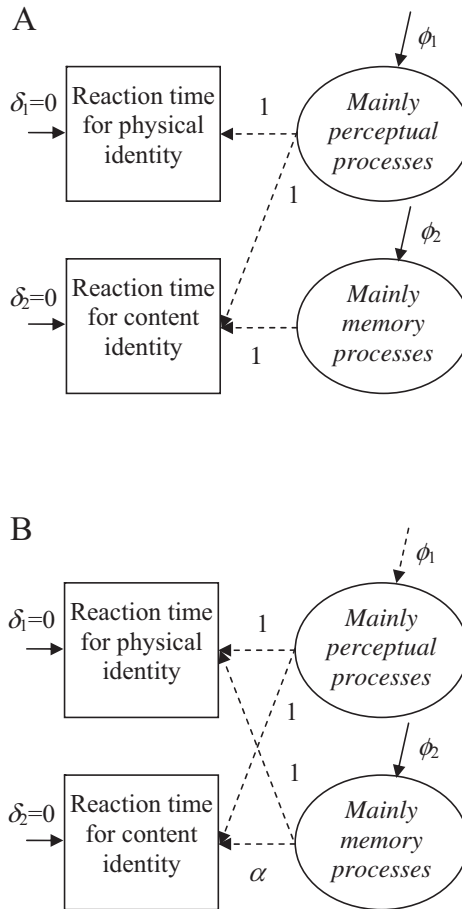 A
ϕ1
δ1=0
Reaction time
for physical
identity
1
Mainly
perceptual
processes
1
ϕ2
δ2=0
Reaction time
for content
identity
1
Mainly
memory
processes
B
ϕ1
δ1=0
Reaction time
for physical
identity
1
Mainly
perceptual
processes
1
1
ϕ2
δ2=0
Reaction time
for content
identity
α
Mainly
memory
processes